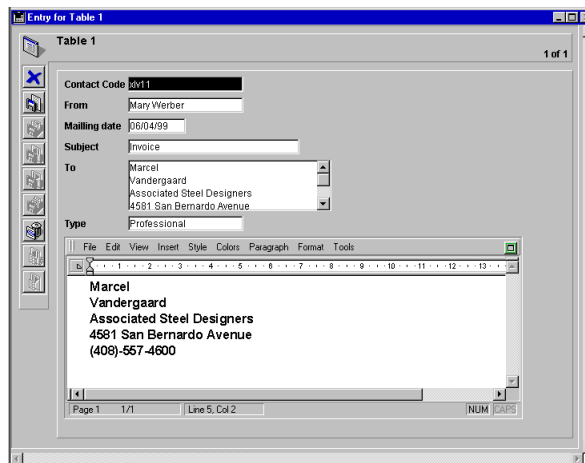 Entry for Table 1
Table 1
1 of 1
Contact Code xlv11
From Mary Werber
Mailling date 06/04/99
Subject Invoice
To Marcel
Vandergaard
Associated Steel Designers
4581 San Bernardo Avenue
Type Professional
File Edit View Insert Style Colors Paragraph Format Tools
1 2 3 4 5 6 7 8 9 10 11 12 13
Marcel
Vandergaard
Associated Steel Designers
4581 San Bernardo Avenue
(408)-557-4600
Page 1 1/1 Line 5, Col 2 NUM CAPS